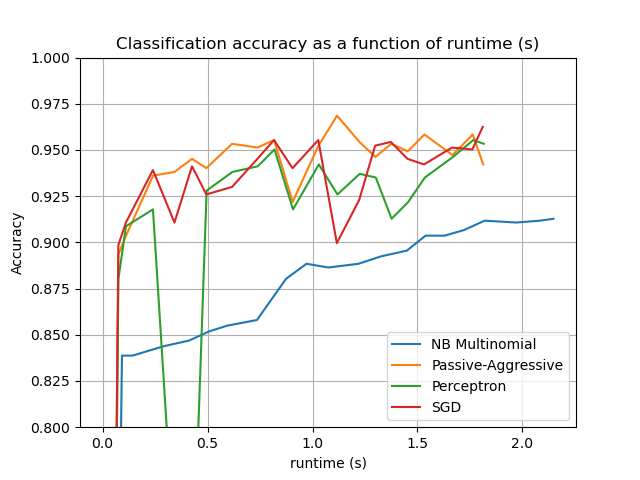 Classification accuracy as a function of runtime (s)
1.000
0.975
0.950
0.925
0.900
0.875
0.850
0.825
0.800
Accuracy
NB Multinomial
Passive-Aggressive
Perceptron
SGD
0.0 0.5 1.0 1.5 2.0
runtime (s)